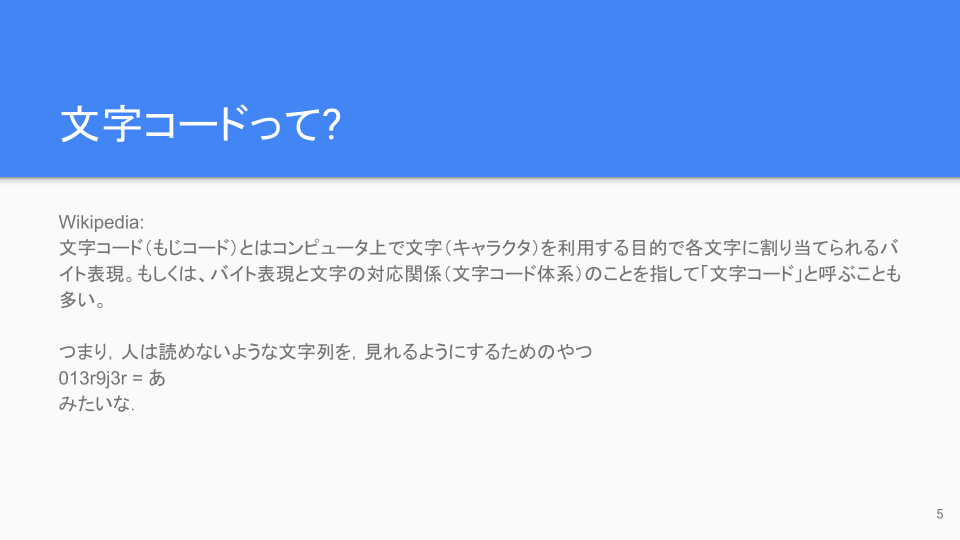 文字コードって?
Wikipedia:
文字コード（もじコード）とはコンピュータ上で文字（キャラクタ）を利用する目的で各文字に割り当てられるバ
イト表現。もしくは、バイト表現と文字の対応関係（文字コード体系）のことを指して「文字コード」と呼ぶことも
多い。
つまり，人は読めないような文字列を，見れるようにするためのやつ
013r9j3r = あ
みたいな．
5